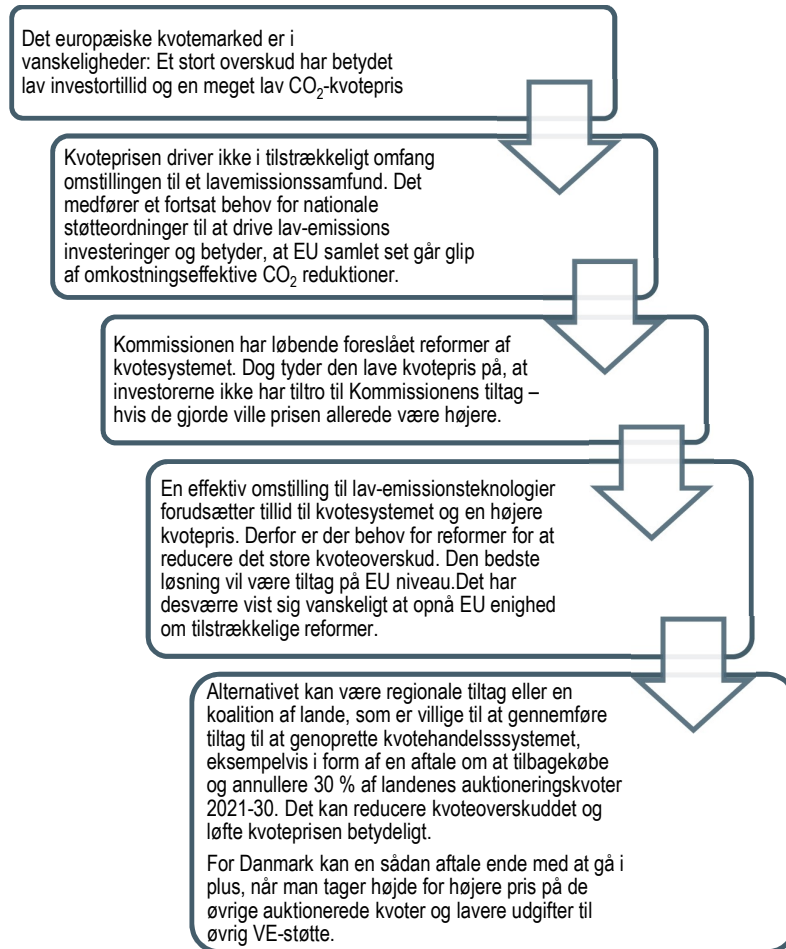 Det europæiske kvotemarked er i
vanskeligheder: Et stort overskud har betydet
lav investortillid og en meget lav CO₂-kvotepris
Kvoteprisen driver ikke i tilstrækkeligt omfang
omstillingen til et lavemissionssamfund. Det
medfører et fortsat behov for nationale
støtteordninger til at drive lav-emissions
investeringer og betyder, at EU samlet set går glip
af omkostningseffektive CO₂ reduktioner.
Kommissionen har løbende foreslået reformer af
kvotesystemet. Dog tyder den lave kvotepris på, at
investorerne ikke har tiltro til Kommissionens tiltag –
hvis de gjorde ville prisen allerede være højere.
En effektiv omstilling til lav-emissionsteknologier
forudsætter tillid til kvotesystemet og en højere
kvotepris. Derfor er der behov for reformer for at
reducere det store kvoteoverskud. Den bedste
løsning vil være tiltag på EU niveau.Det har
desværre vist sig vanskeligt at opnå EU enighed
om tilstrækkelige reformer.
Alternativet kan være regionale tiltag eller en
koalition af lande, som er villige til at gennemføre
tiltag til at genoprette kvotehandelsssystemet,
eksempelvis i form af en aftale om at tilbagekøbe
og annullere 30 % af landenes auktioneringskvoter
2021-30. Det kan reducere kvoteoverskuddet og
løfte kvoteprisen betydeligt.
For Danmark kan en sådan aftale ende med at gå i
plus, når man tager højde for højere pris på de
øvrige auktionerede kvoter og lavere udgifter til
øvrig VE-støtte.